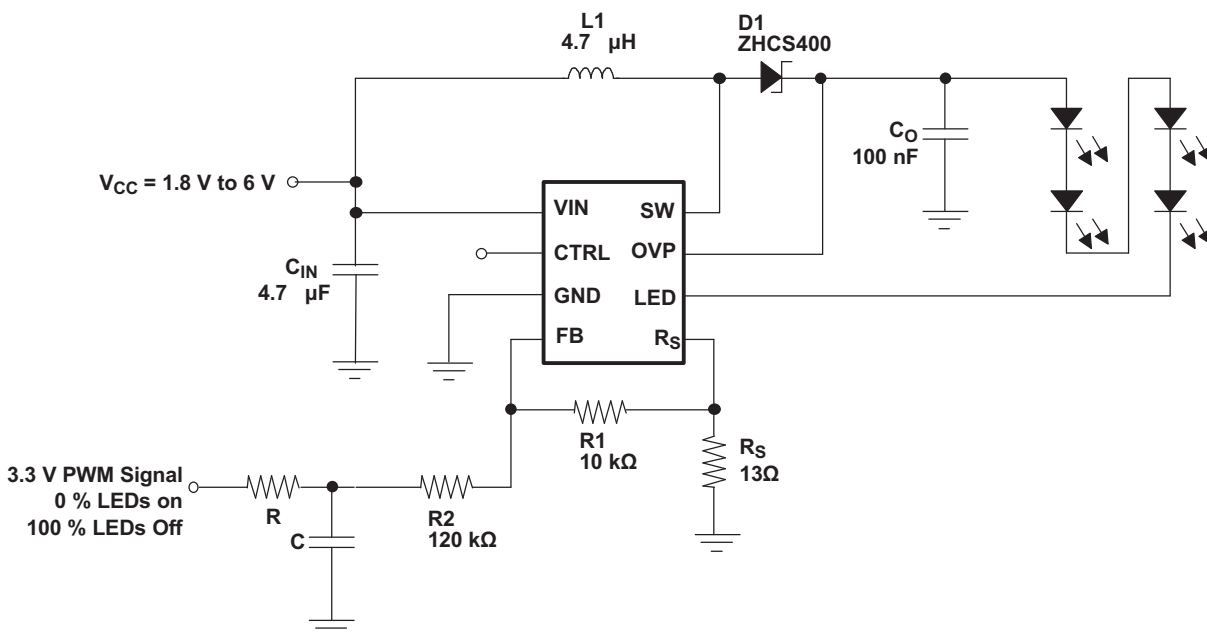 L1
4.7 μH
D1
ZHCS400
CO
100 nF
VCC = 1.8 V to 6 V
VIN
SW
CTRL
OVP
CIN
4.7 μF
GND
LED
FB
RS
R1
10 kΩ
RS
13Ω
3.3 V PWM Signal
0 % LEDs on
100 % LEDs Off
R
C
R2
120 kΩ